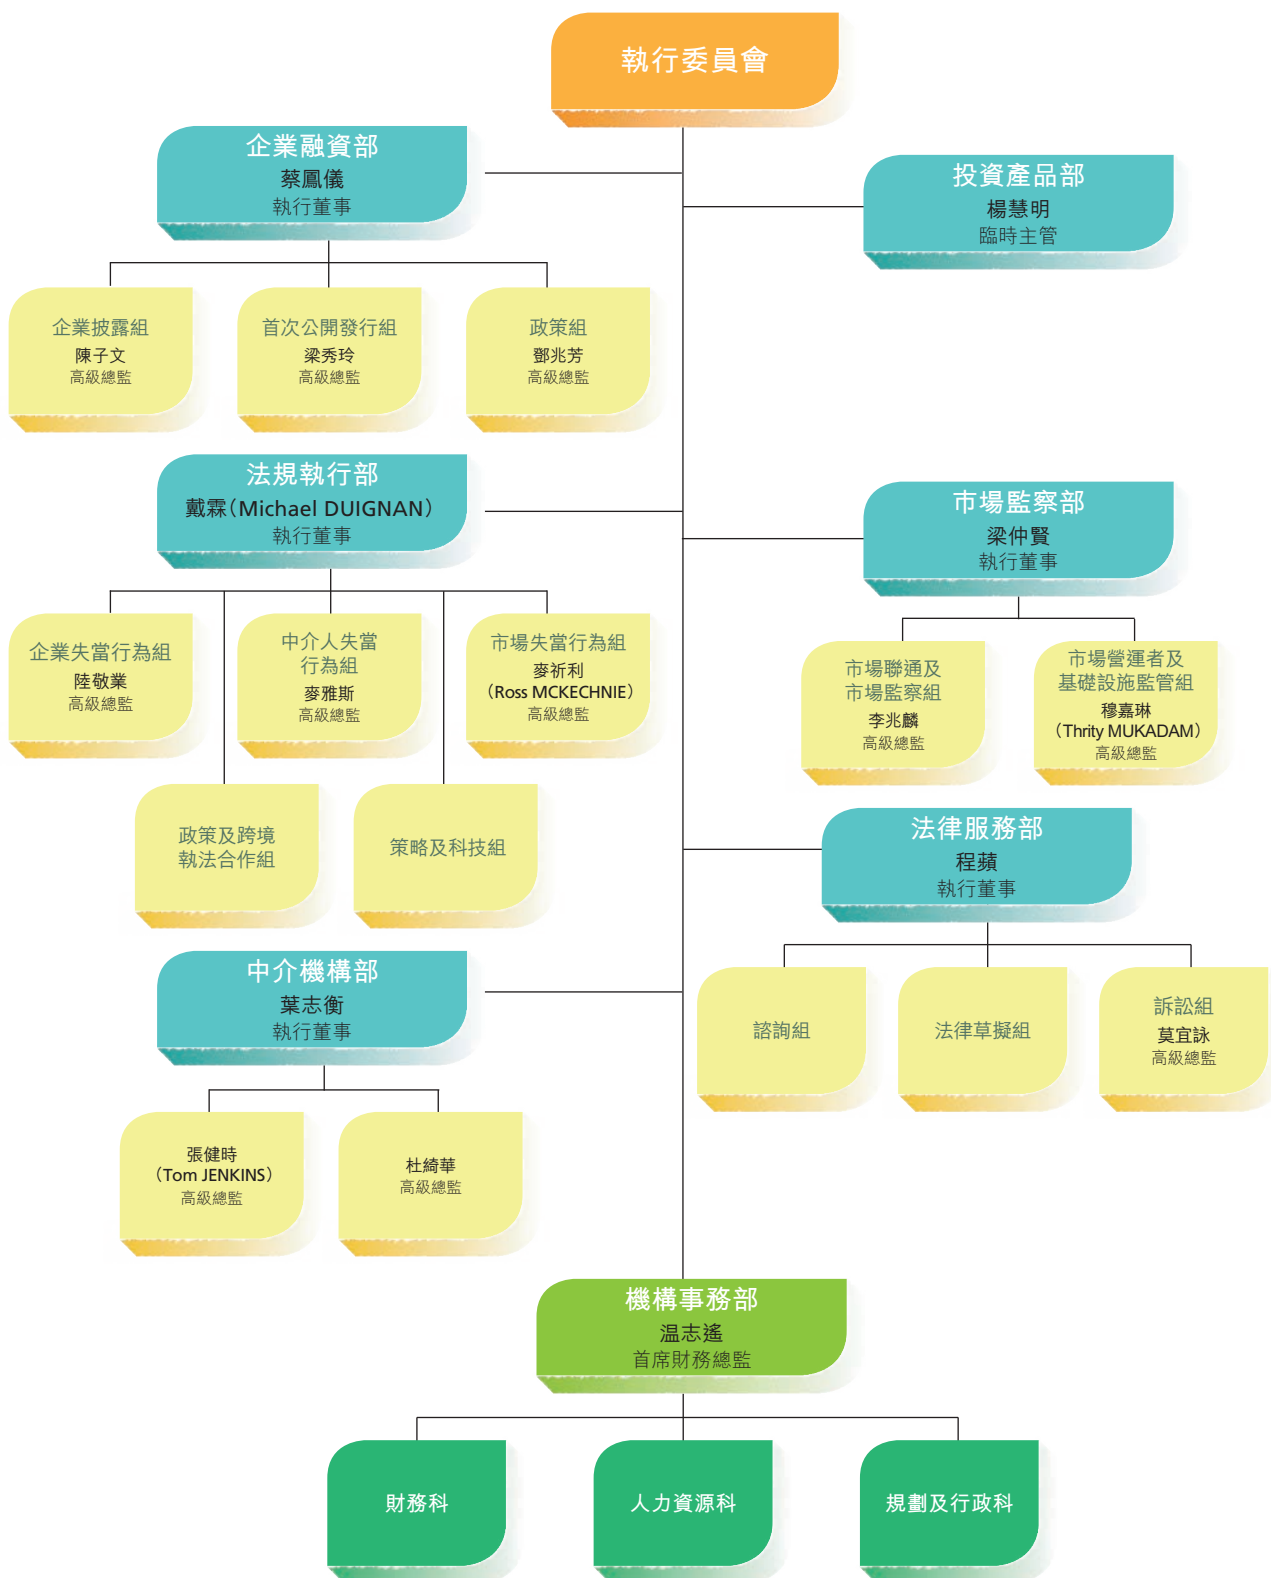 執行委員會
企業融資部
蔡鳳儀
執行董事
投資產品部
楊慧明
臨時主管
企業披露組
陳子文
高級總監
首次公開發行組
梁秀玲
高級總監
政策組
鄧兆芳
高級總監
法規執行部
戴霖（Michael DUIGNAN）
執行董事
市場監察部
梁仲賢
執行董事
企業失當行為組
陸敬業
高級總監
中介人失當
行為組
麥雅斯
高級總監
市場失當行為組
麥祈利
（Ross MCKECHNIE）
高級總監
市場聯通及
市場監察組
李兆麟
高級總監
市場營運者及
基礎設施監管組
穆嘉琳
（Thrity MUKADAM）
高級總監
政策及跨境
執法合作組
策略及科技組
法律服務部
程蘋
執行董事
中介機構部
葉志衡
執行董事
諮詢組
法律草擬組
訴訟組
莫宜詠
高級總監
張健時
（Tom JENKINS）
高級總監
杜綺華
高級總監
機構事務部
温志遙
首席財務總監
財務科
人力資源科
規劃及行政科